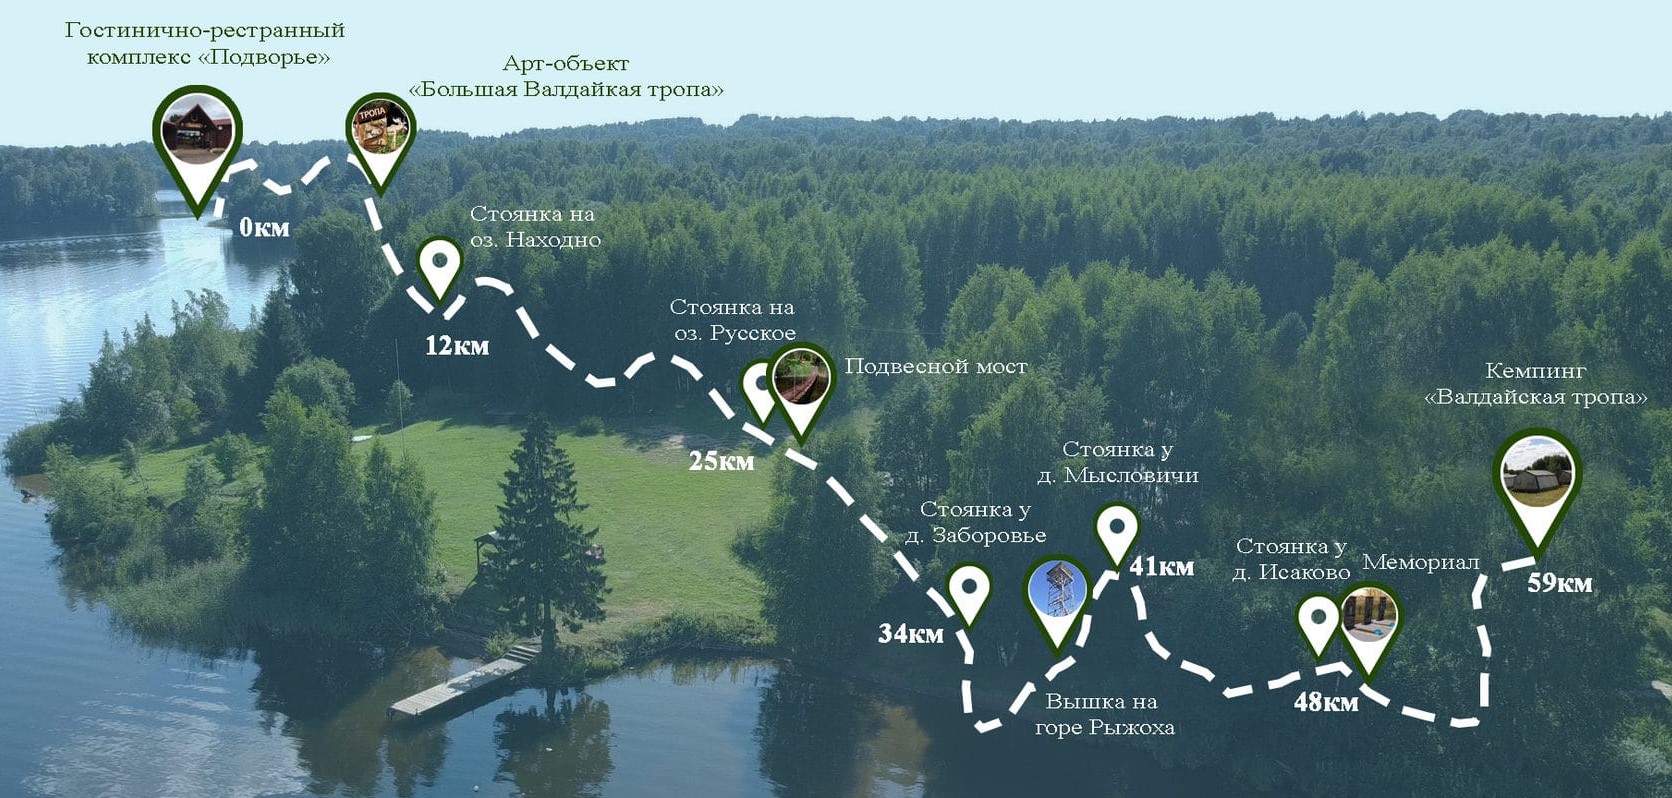 Гостинично-рестранный
комплекс «Подворье»
Арт-объект
«Большая Валдайкая тропа»
ТРОПА
0км
Стоянка на
оз. Находно
12км
Стоянка на
оз. Русское
Подвесной мост
25км
Кемпинг
«Валдайская тропа»
Стоянка у
д. Мысловичи
Стоянка у
д. Заборовье
41км
Стоянка у
д. Исаково
Мемориал
59км
34км
Вышка на
горе Рыжоха
48км